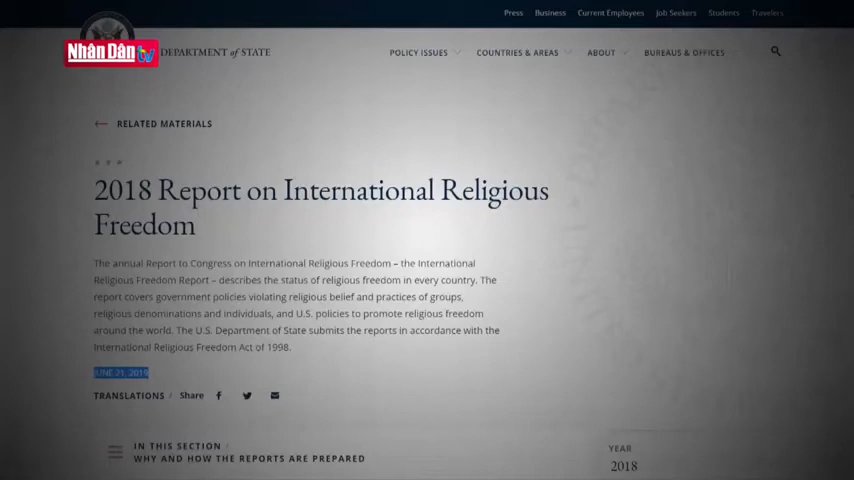 Press Business Current Employees Job Seekers Students Travelers
Nhân Dân tv
DEPARTMENT of STATE
POLICY ISSUES COUNTRIES & AREAS ABOUT BUREAUS & OFFICES
← RELATED MATERIALS
2018 Report on International Religious
Freedom
The annual Report to Congress on International Religious Freedom – the International
Religious Freedom Report – describes the status of religious freedom in every country. The
report covers government policies violating religious belief and practices of groups,
religious denominations and individuals, and U.S. policies to promote religious freedom
around the world. The U.S. Department of State submits the reports in accordance with the
International Religious Freedom Act of 1998.
JUNE 21, 2019
TRANSLATIONS / Share
IN THIS SECTION /
WHY AND HOW THE REPORTS ARE PREPARED
YEAR
2018